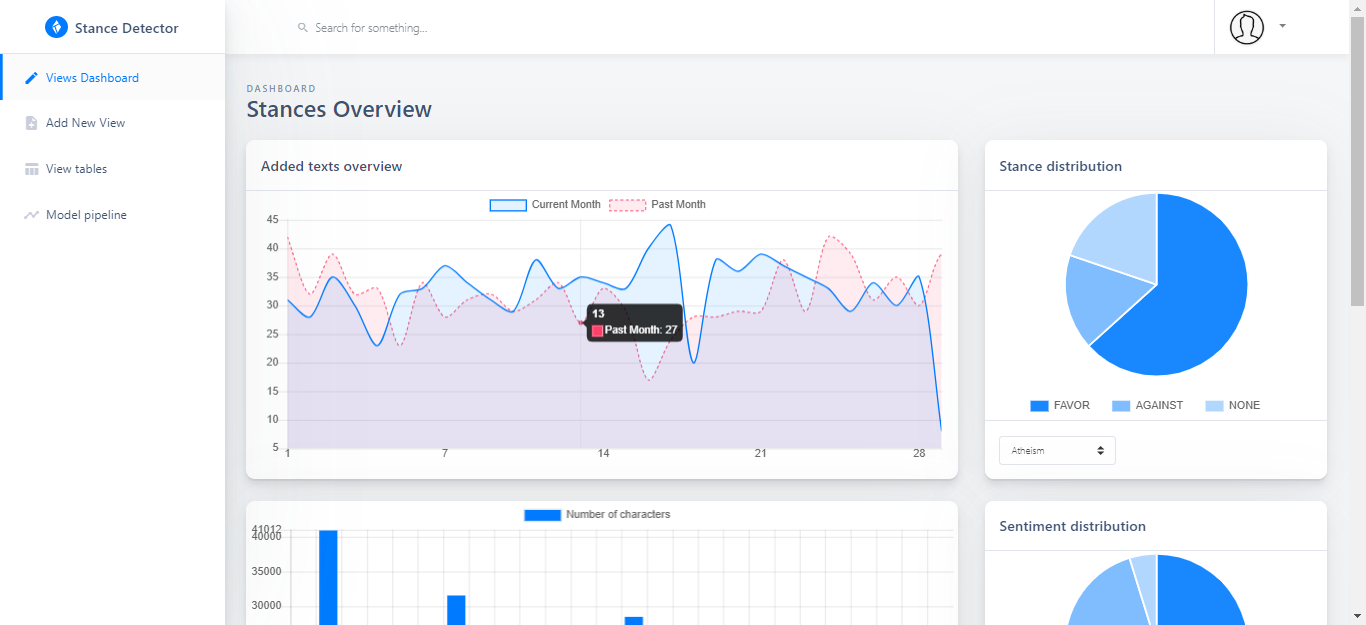 Stance Detector
Search for something...
Views Dashboard
Add New View
View tables
Model pipeline
DASHBOARD
Stances Overview
Added texts overview
Current Month Past Month
45
40
35
30
25
20
15
10
5
1 7 14 21 28
13
Past Month: 27
Stance distribution
FAVOR AGAINST NONE
Atheism
Number of characters
41012
40000
35000
30000
Sentiment distribution